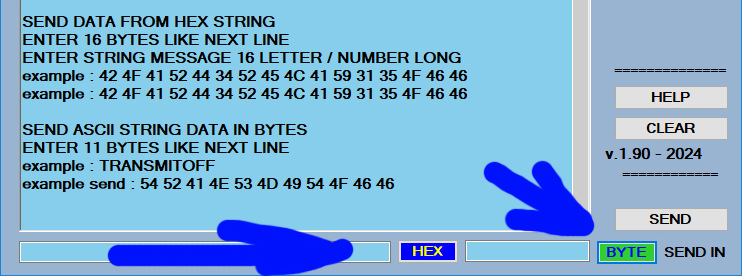 SEND DATA FROM HEX STRING
ENTER 16 BYTES LIKE NEXT LINE
ENTER STRING MESSAGE 16 LETTER / NUMBER LONG
example : 42 4F 41 52 44 34 52 45 4C 41 59 31 35 4F 46 46
example : 42 4F 41 52 44 34 52 45 4C 41 59 31 35 4F 46 46
SEND ASCII STRING DATA IN BYTES
ENTER 11 BYTES LIKE NEXT LINE
example : TRANSMITOFF
example send : 54 52 41 4E 53 4D 49 54 4F 46 46
==============
HELP
CLEAR
v.1.90 - 2024
============
SEND
HEX
BYTE SEND IN